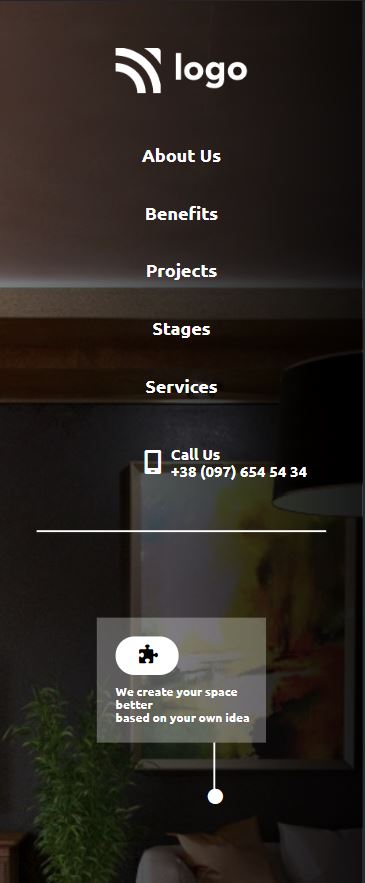 logo
About Us
Benefits
Projects
Stages
Services
Call Us
+38 (097) 654 54 34
We create your space
better
based on your own idea